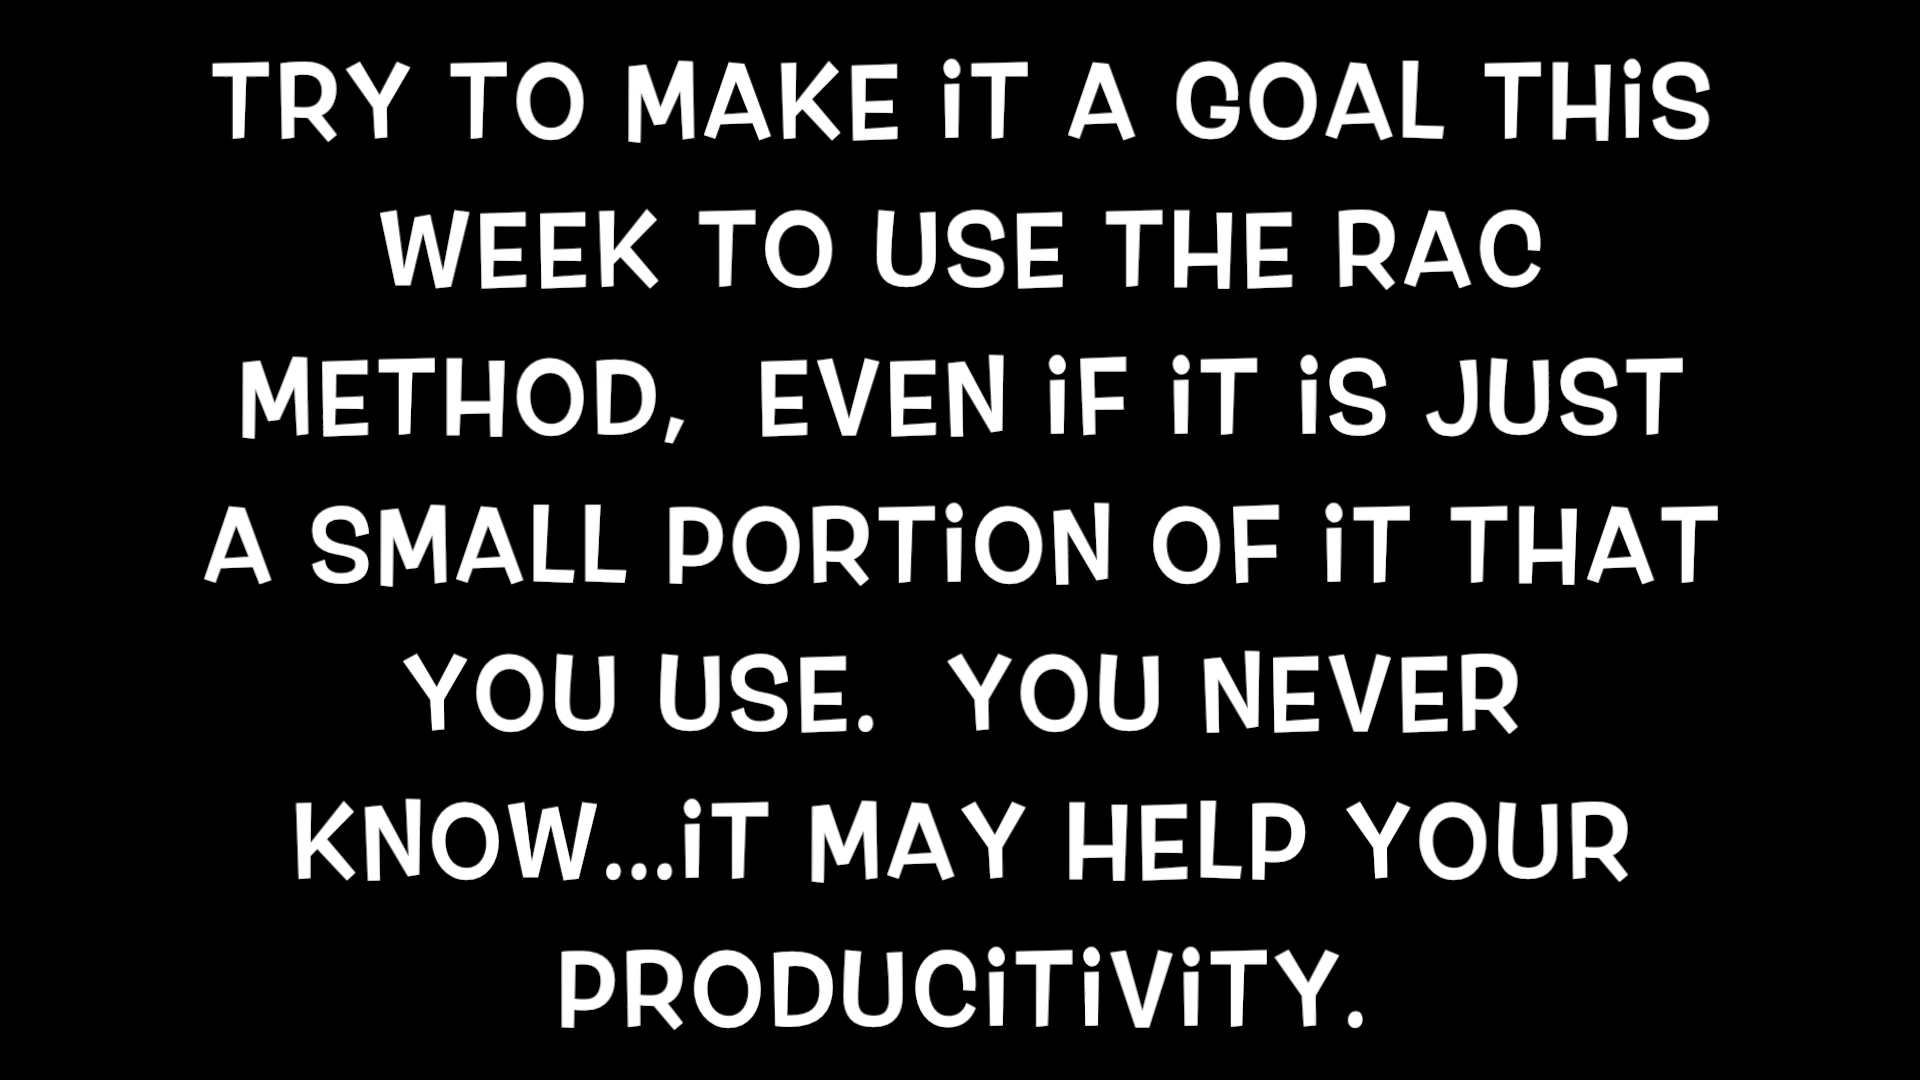 TRY TO MAKE iT A GOAL THiS
WEEK TO USE THE RAC
METHOD, EVEN iF iT iS JUST
A SMALL PORTiON OF iT THAT
YOU USE. YOU NEVER
KNOW...iT MAY HELP YOUR
PRODUCiTiViTY.